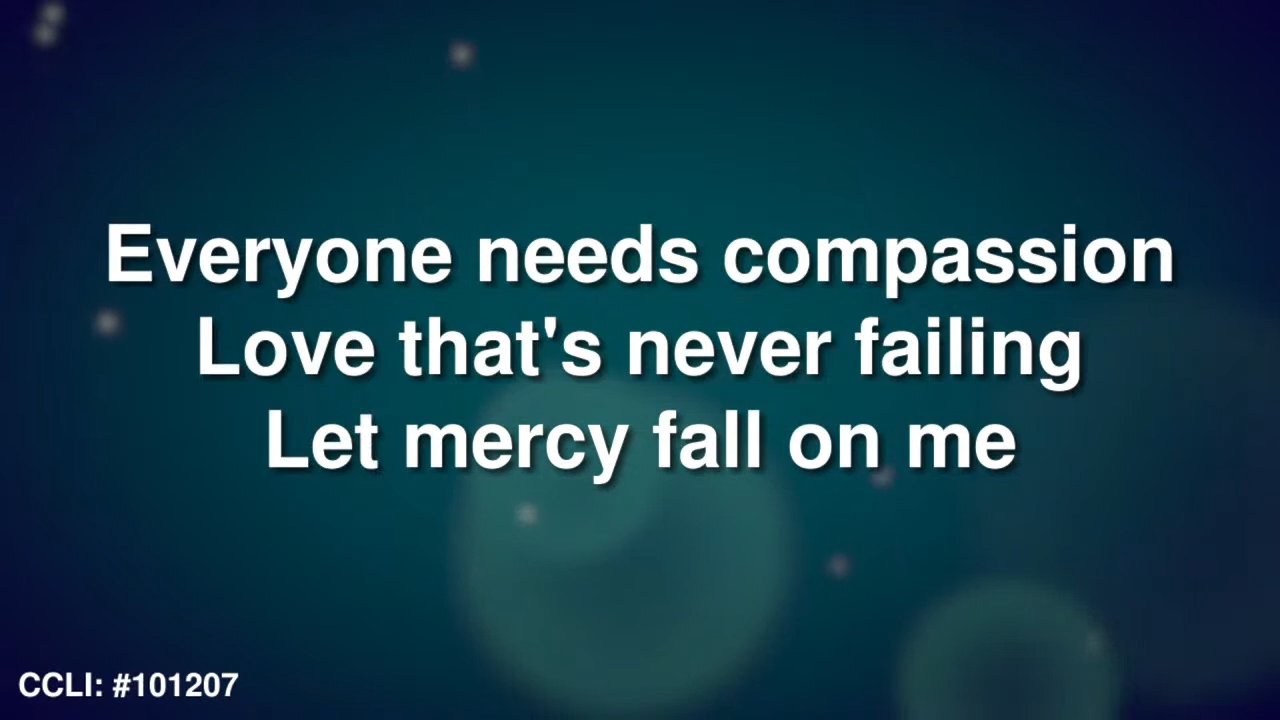 Everyone needs compassion
Love that's never failing
Let mercy fall on me
CCLI: #101207